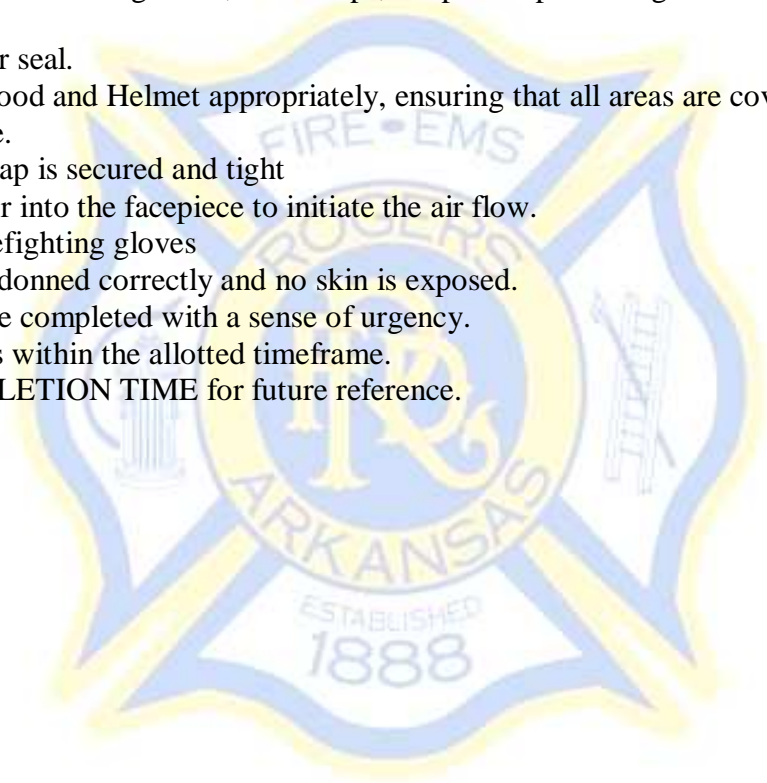 r seal.
ood and Helmet appropriately, ensuring that all areas are cov
e.
ap is secured and tight
r into the facepiece to initiate the air flow.
efighting gloves
donned correctly and no skin is exposed.
e completed with a sense of urgency.
s within the allotted timeframe.
LETION TIME for future reference.
FIRE • EMS
ROGERS
FRD
ARKANSAS
ESTABLISHED
1888